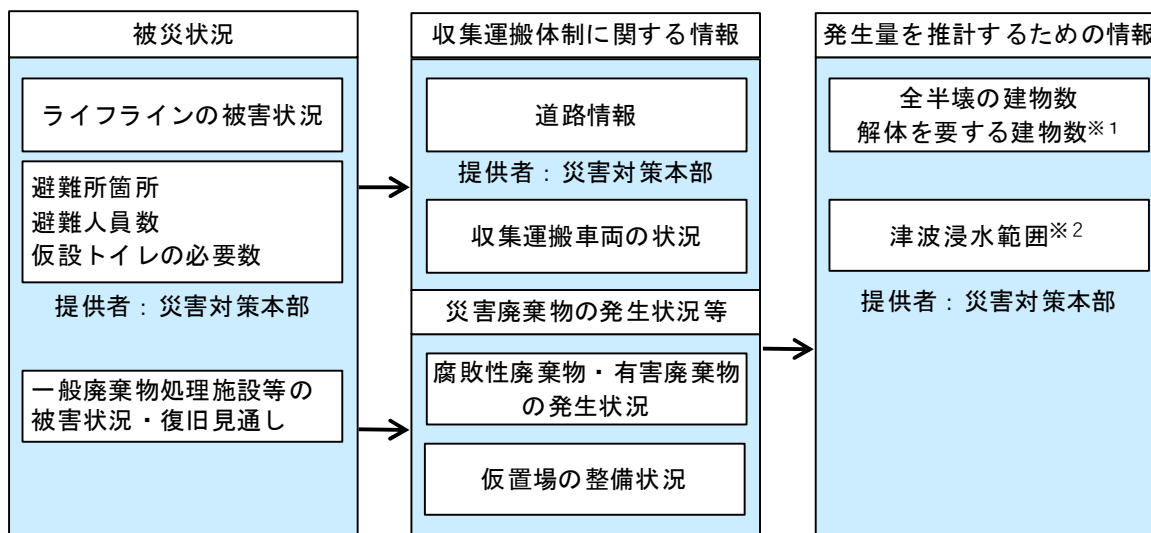 被災状況
ライフラインの被害状況
避難所箇所
避難人員数
仮設トイレの必要数
提供者：災害対策本部
一般廃棄物処理施設等の
被害状況・復旧見通し
収集運搬体制に関する情報
道路情報
提供者：災害対策本部
収集運搬車両の状況
災害廃棄物の発生状況等
腐敗性廃棄物・有害廃棄物
の発生状況
仮置場の整備状況
発生量を推計するための情報
全半壊の建物数
解体を要する建物数※1
津波浸水範囲※2
提供者：災害対策本部